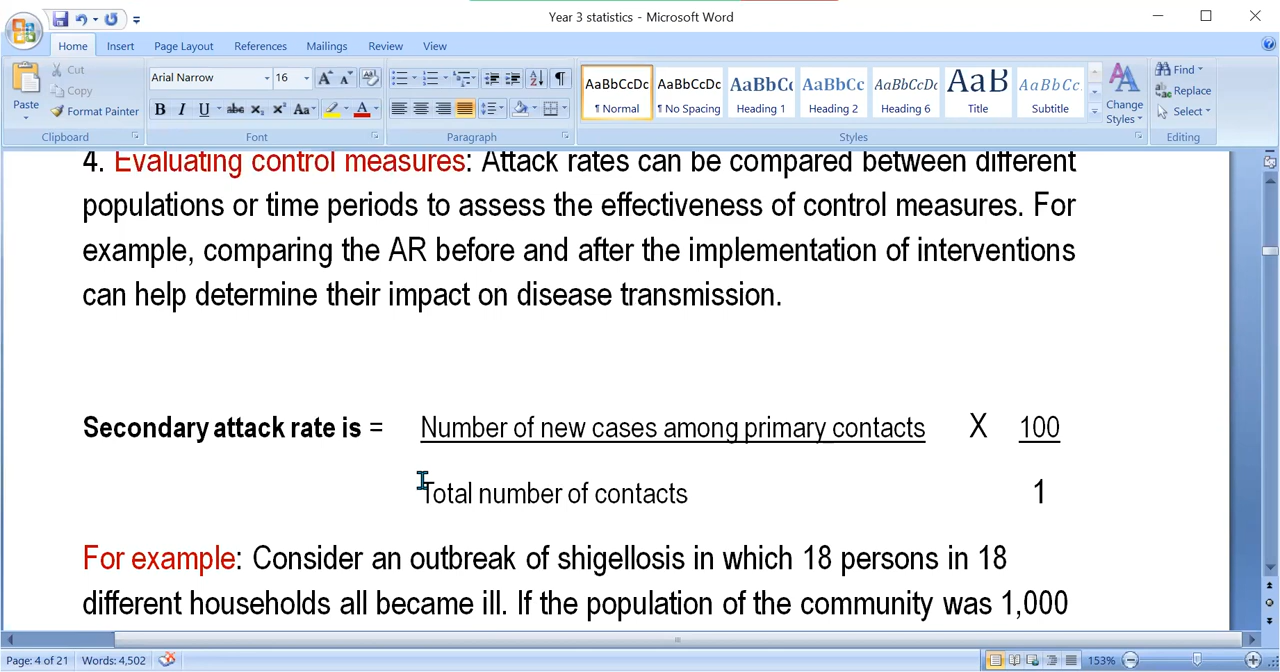 Year 3 statistics - Microsoft Word
Home Insert Page Layout References Mailings Review View
Paste
Cut
Copy
Format Painter
Clipboard
Arial Narrow 16
B I U abc X₂ X² Aa
Font
Paragraph
AaBbCcDc AaBbCcDc AaBbCc AaBbCc AaBbCcDc AaB AaBbCc
¶ Normal ¶ No Spacing Heading 1 Heading 2 Heading 6 Title Subtitle
Change Styles
Styles
Find
Replace
Select
Editing
4. Evaluating control measures: Attack rates can be compared between different
populations or time periods to assess the effectiveness of control measures. For
example, comparing the AR before and after the implementation of interventions
can help determine their impact on disease transmission.
Secondary attack rate is = Number of new cases among primary contacts X 100
Total number of contacts 1
For example: Consider an outbreak of shigellosis in which 18 persons in 18
different households all became ill. If the population of the community was 1,000
Page: 4 of 21 Words: 4,502 153%